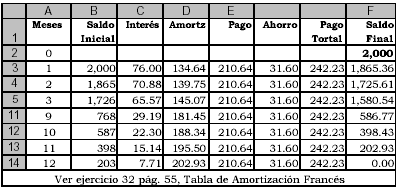 A B C D E F
1 Meses Saldo Inicial Interés Amortz Pago Ahorro Pago Tortal Saldo Final
2 0 2,000
3 1 2,000 76.00 134.64 210.64 31.60 242.23 1,865.36
4 2 1,865 70.88 139.75 210.64 31.60 242.23 1,725.61
5 3 1,726 65.57 145.07 210.64 31.60 242.23 1,580.54
11 9 768 29.19 181.45 210.64 31.60 242.23 586.77
12 10 587 22.30 188.34 210.64 31.60 242.23 398.43
13 11 398 15.14 195.50 210.64 31.60 242.23 202.93
14 12 203 7.71 202.93 210.64 31.60 242.23 0.00
Ver ejercicio 32 pág. 55, Tabla de Amortización Francés